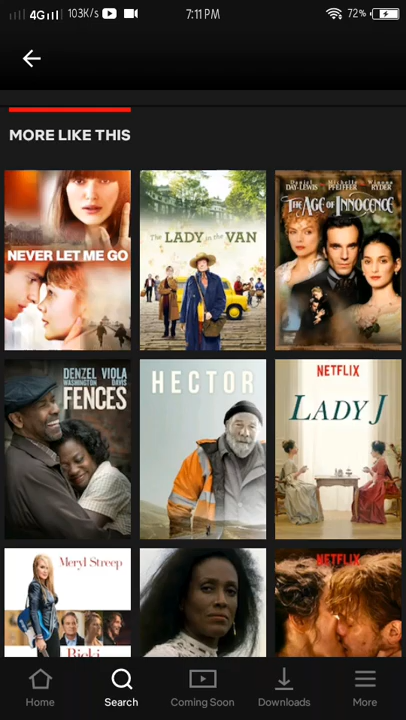 4G 103K/s 7:11 PM 72%
MORE LIKE THIS
NEVER LET ME GO
The LADY in the VAN
Daniel DAY-LEWIS Michelle PFEIFFER Winona RYDER
THE AGE of INNOCENCE
DENZEL WASHINGTON VIOLA DAVIS
FENCES
HECTOR
NETFLIX
LADY J
Meryl Streep
Ricki
NETFLIX
Home Search Coming Soon Downloads More